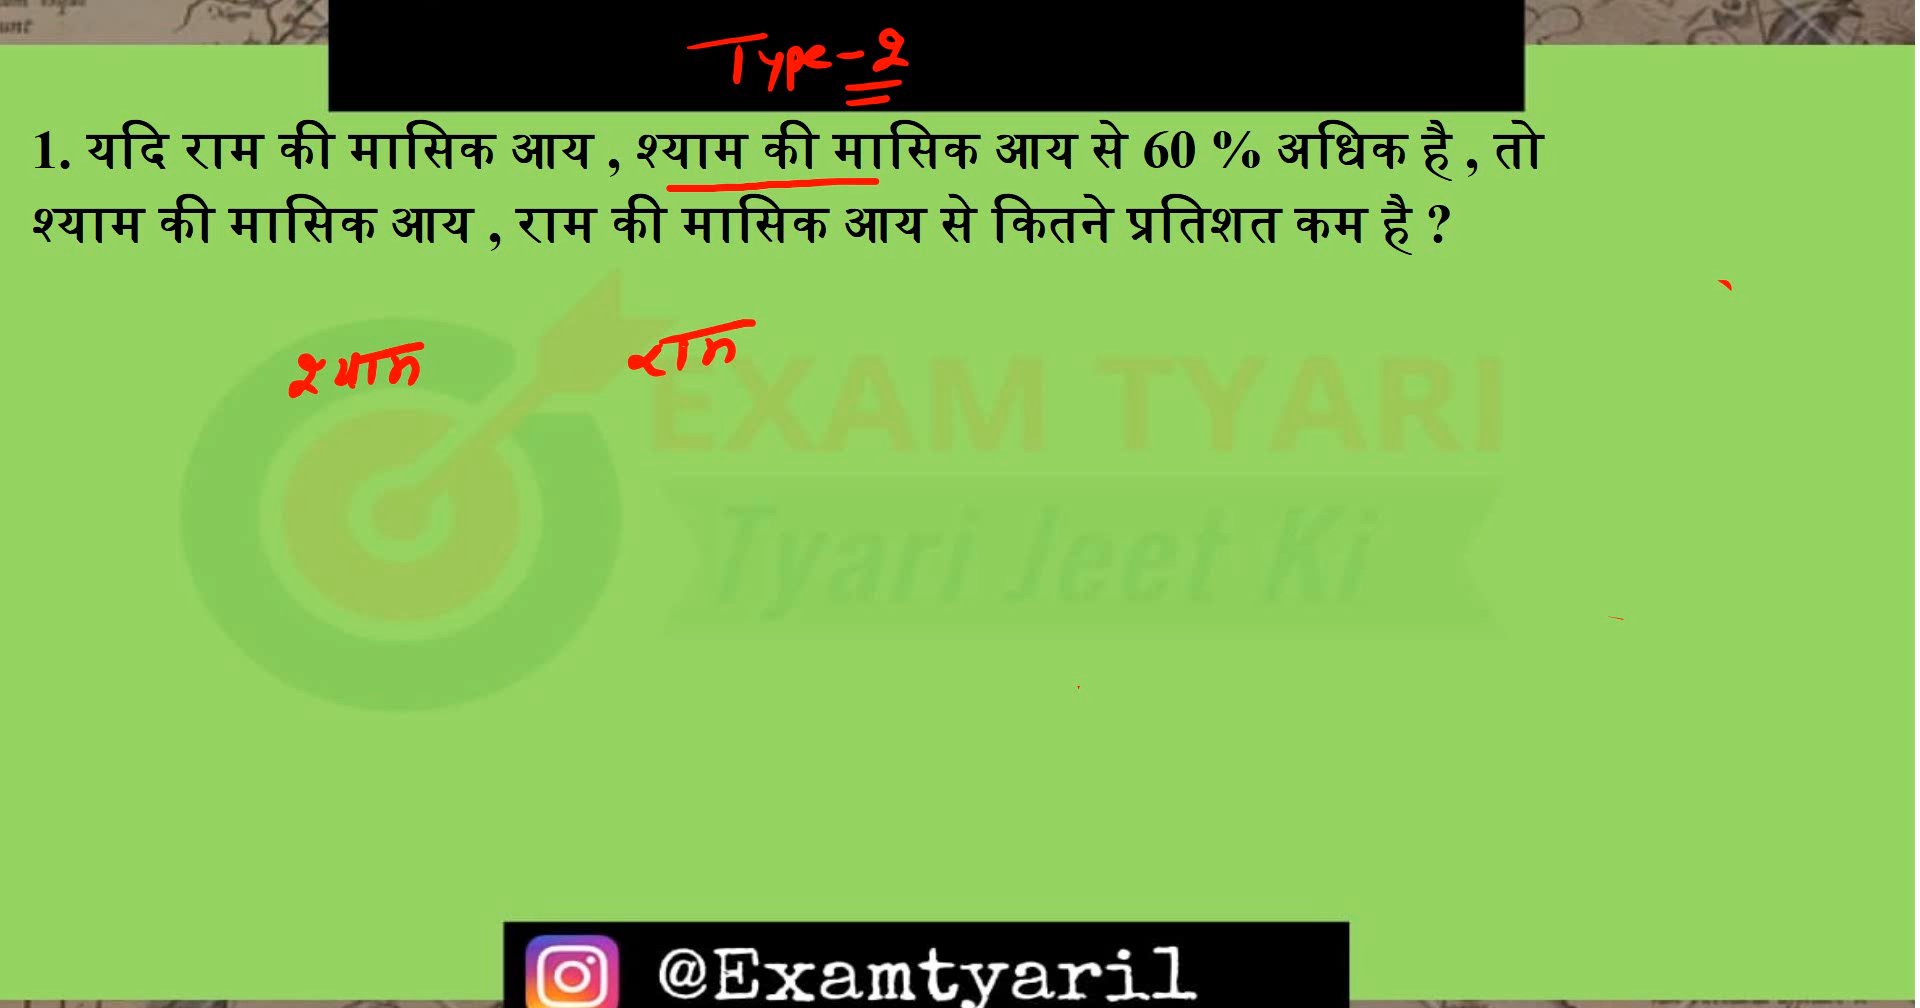 Type-2
1. यदि राम की मासिक आय , श्याम की मासिक आय से 60 % अधिक है , तो
श्याम की मासिक आय , राम की मासिक आय से कितने प्रतिशत कम है ?
श्याम राम
EXAM TYARI
Tyari Jeet Ki
@Examtyari1